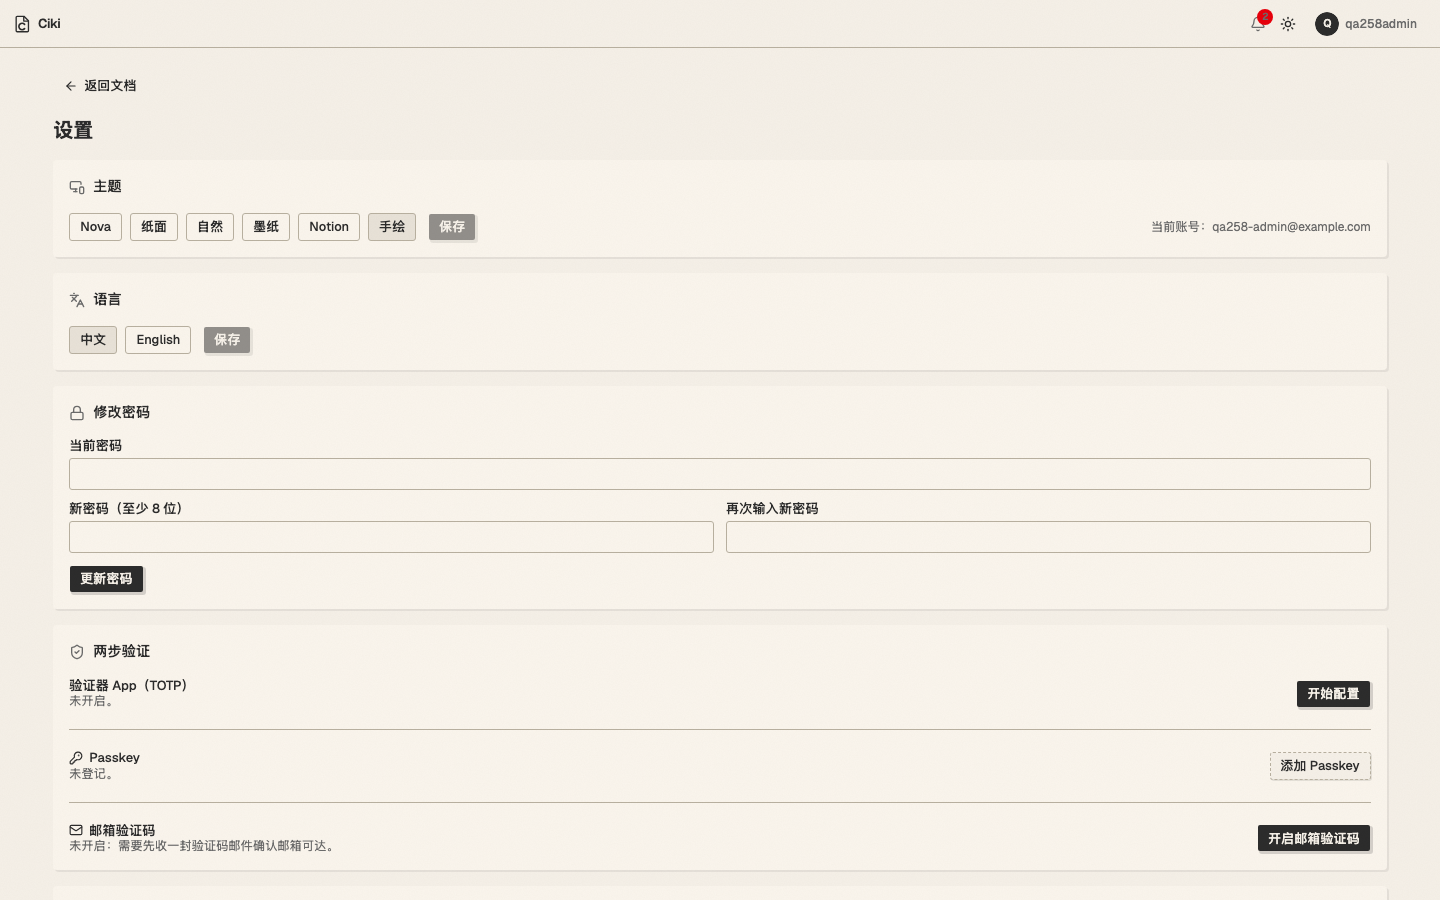 Ciki
2
Q qa258admin
返回文档
设置
主题
Nova 纸面 自然 墨纸 Notion 手绘 保存 当前账号：qa258-admin@example.com
语言
中文 English 保存
修改密码
当前密码
新密码（至少 8 位） 再次输入新密码
更新密码
两步验证
验证器 App（TOTP）
未开启。
开始配置
Passkey
未登记。
添加 Passkey
邮箱验证码
未开启：需要先收一封验证码邮件确认邮箱可达。
开启邮箱验证码